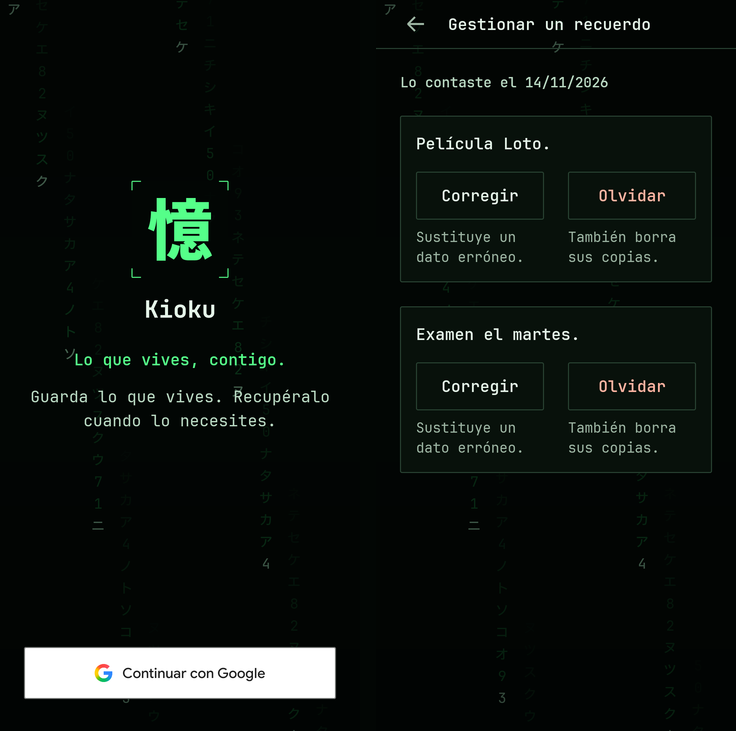 憶
Kioku
Lo que vives, contigo.
Guarda lo que vives. Recupéralo
cuando lo necesites.
Continuar con Google
Gestionar un recuerdo
Lo contaste el 14/11/2026
Película Loto.
Corregir
Olvidar
Sustituye un
dato erróneo.
También borra
sus copias.
Examen el martes.
Corregir
Olvidar
Sustituye un
dato erróneo.
También borra
sus copias.